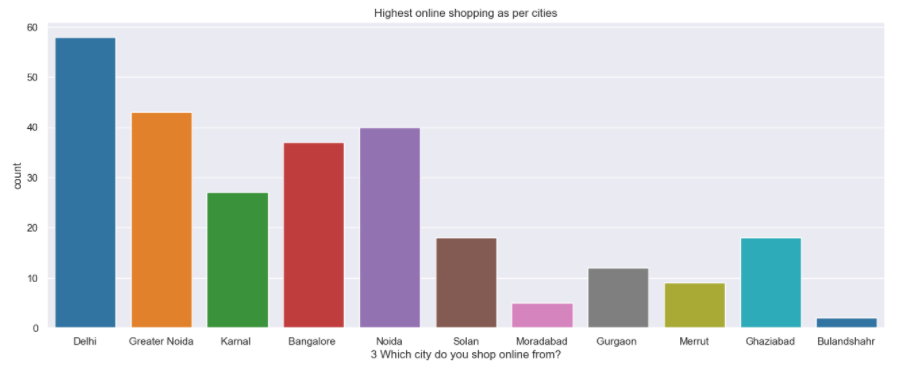 Highest online shopping as per cities
60
50
40
30
20
10
0
count
Delhi Greater Noida Karnal Bangalore Noida Solan Moradabad Gurgaon Merrut Ghaziabad Bulandshahr
3 Which city do you shop online from?